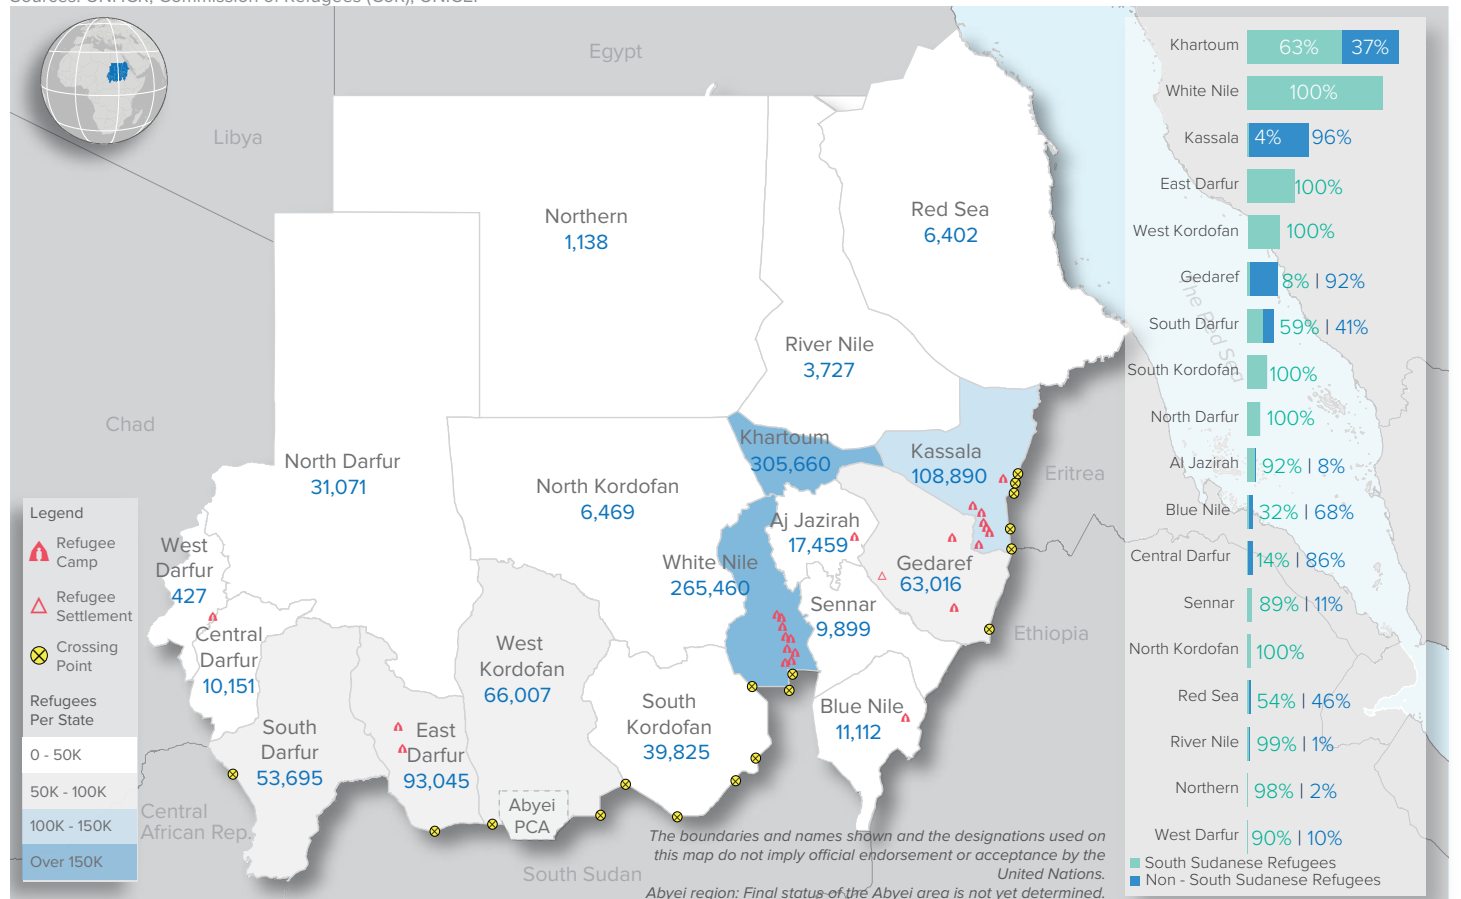 Sources: UNHCR, Commission of Refugees (COR), UNICEF
Egypt
Libya
Chad
Eritrea
Ethiopia
South Sudan
Central
African Rep.
The Red Sea
Northern
1,138
Red Sea
6,402
River Nile
3,727
Khartoum
305,660
Kassala
108,890
North Darfur
31,071
North Kordofan
6,469
Aj Jazirah
17,459
White Nile
265,460
Gedaref
63,016
Sennar
9,899
West
Darfur
427
Central
Darfur
10,151
West
Kordofan
66,007
South
Kordofan
39,825
Blue Nile
11,112
South
Darfur
53,695
East
Darfur
93,045
Abyei
PCA
Legend
Refugee
Camp
Refugee
Settlement
Crossing
Point
Refugees
Per State
0 - 50K
50K - 100K
100K - 150K
Over 150K
The boundaries and names shown and the designations used on
this map do not imply official endorsement or acceptance by the
United Nations.
Abyei region: Final status of the Abyei area is not yet determined.
Khartoum 63% 37%
White Nile 100%
Kassala 4% 96%
East Darfur 100%
West Kordofan 100%
Gedaref 8% | 92%
South Darfur 59% | 41%
South Kordofan 100%
North Darfur 100%
Al Jazirah 92% | 8%
Blue Nile 32% | 68%
Central Darfur 14% | 86%
Sennar 89% | 11%
North Kordofan 100%
Red Sea 54% | 46%
River Nile 99% | 1%
Northern 98% | 2%
West Darfur 90% | 10%
South Sudanese Refugees
Non - South Sudanese Refugees